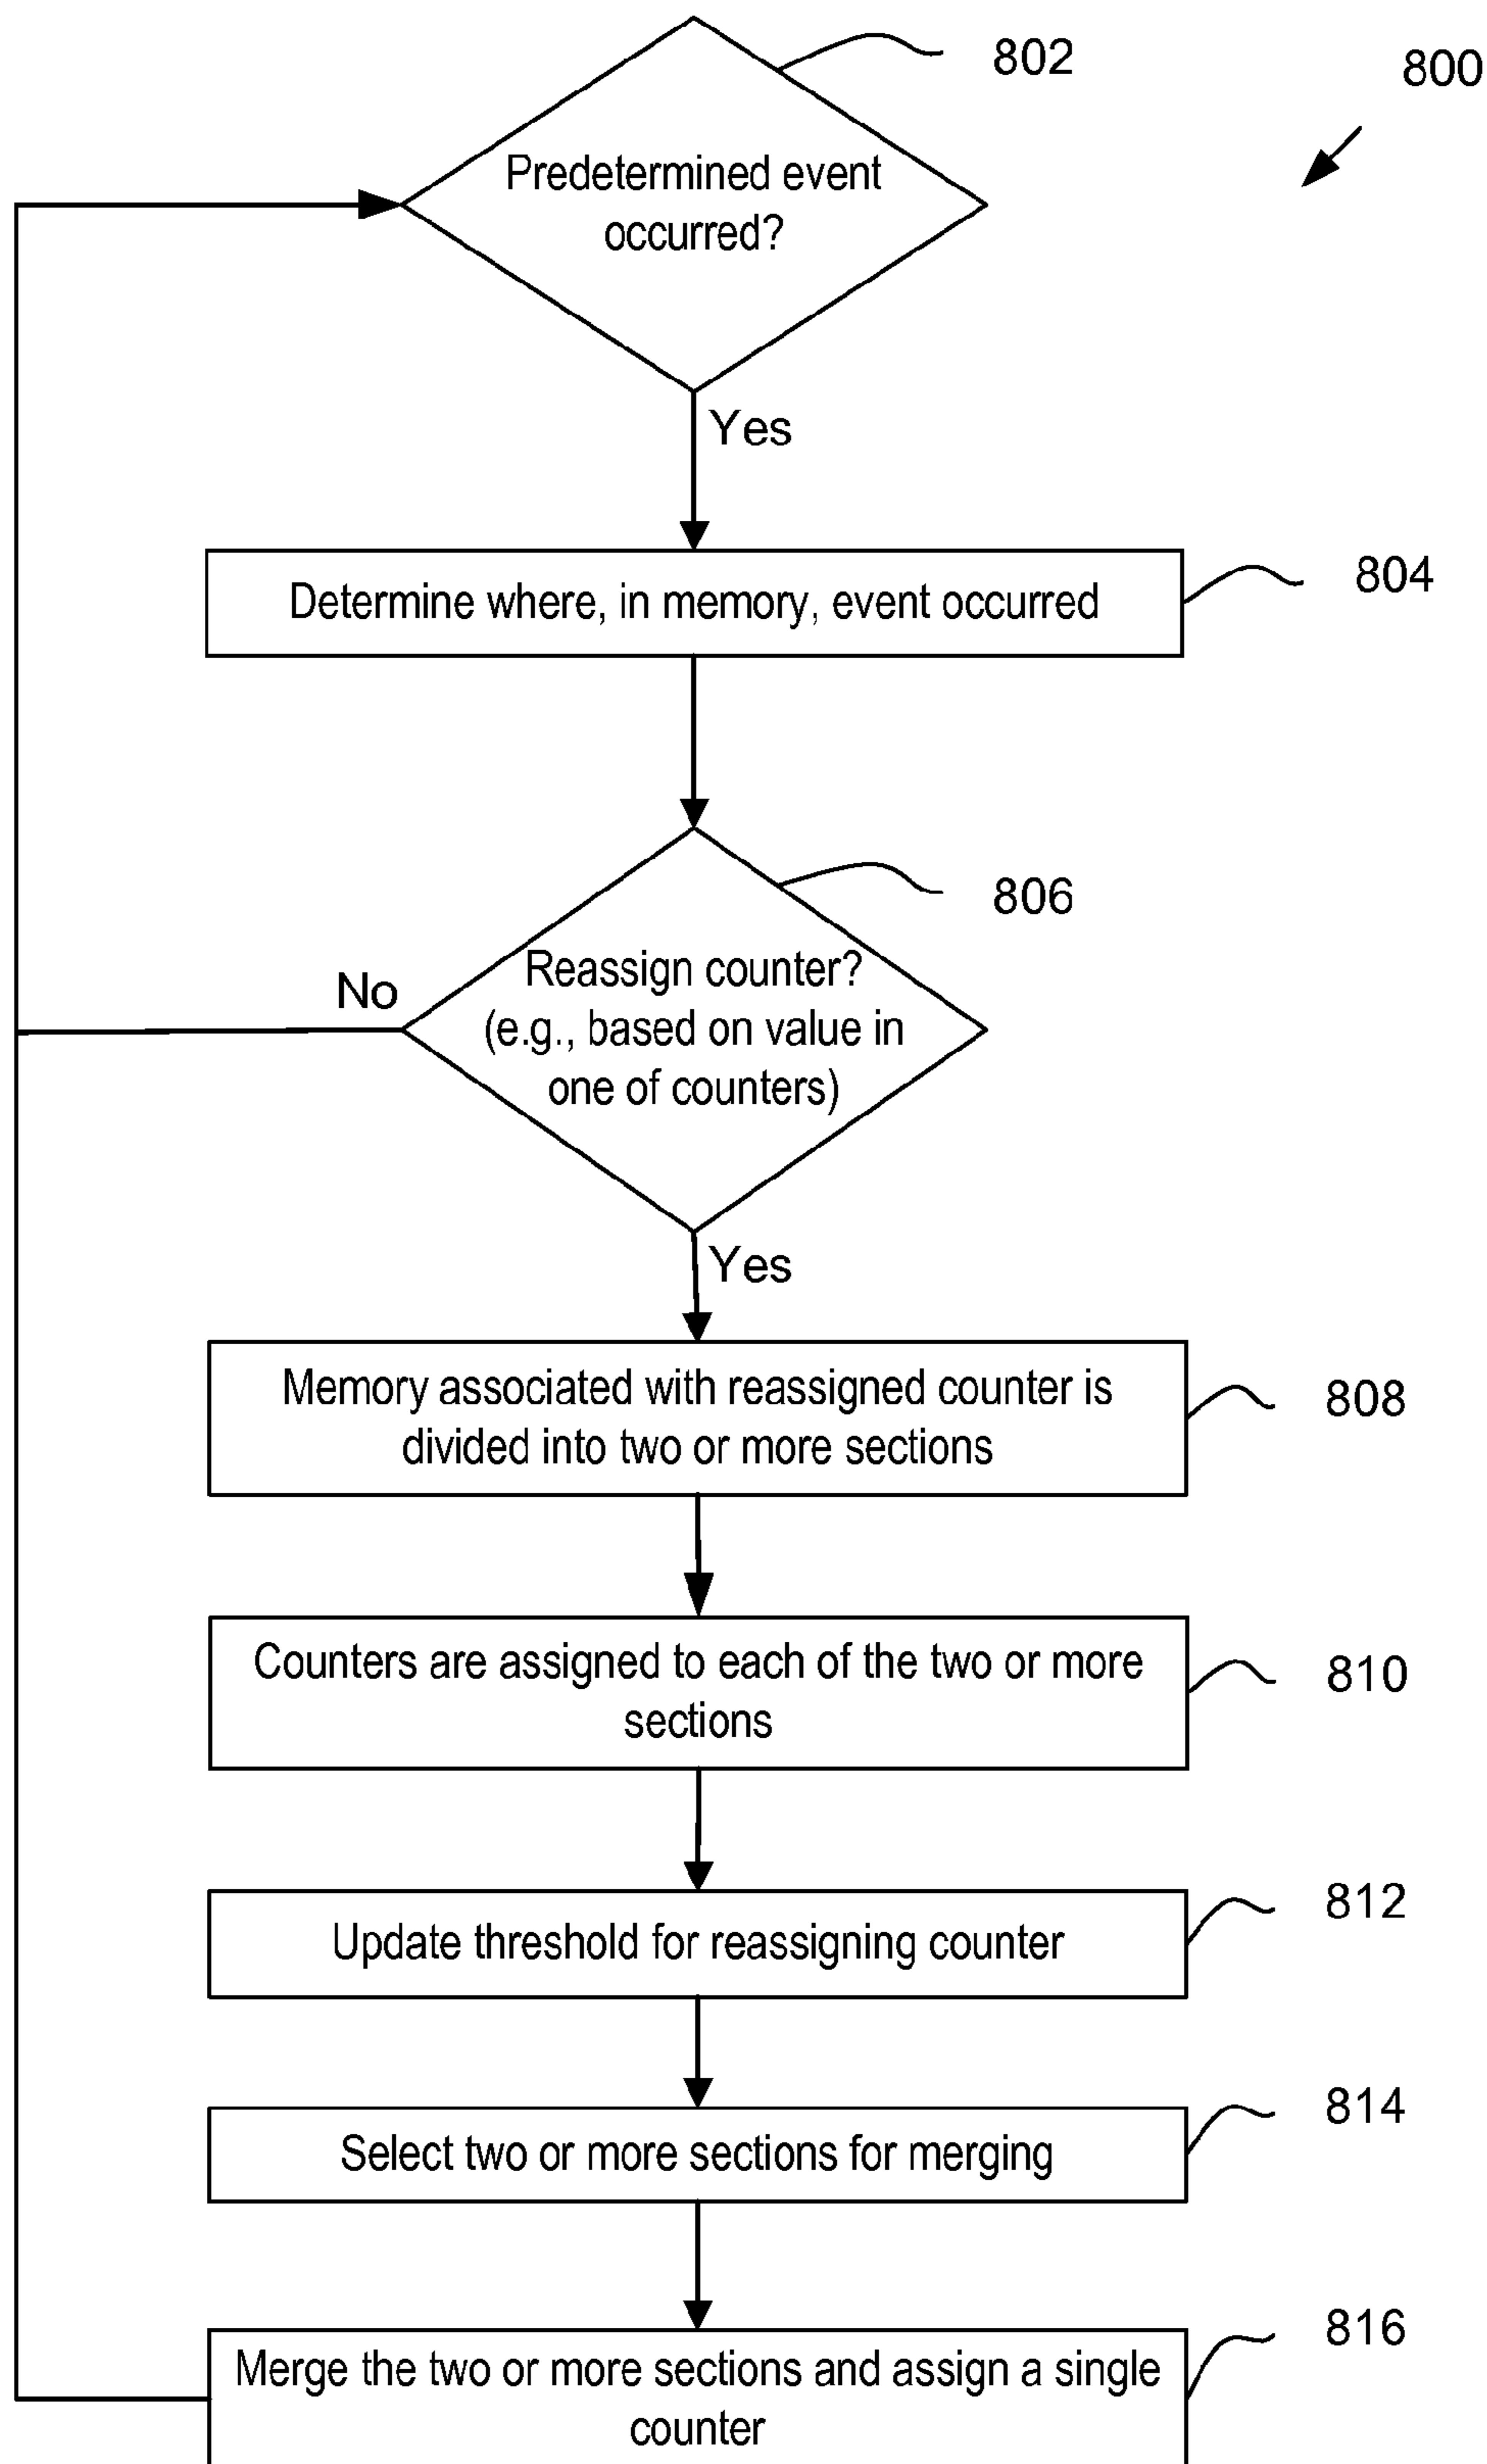 802
800
Predetermined event
occurred?
Yes
Determine where, in memory, event occurred
804
806
Reassign counter?
(e.g., based on value in
one of counters)
No
Yes
Memory associated with reassigned counter is
divided into two or more sections
808
Counters are assigned to each of the two or more
sections
810
Update threshold for reassigning counter
812
Select two or more sections for merging
814
Merge the two or more sections and assign a single
counter
816